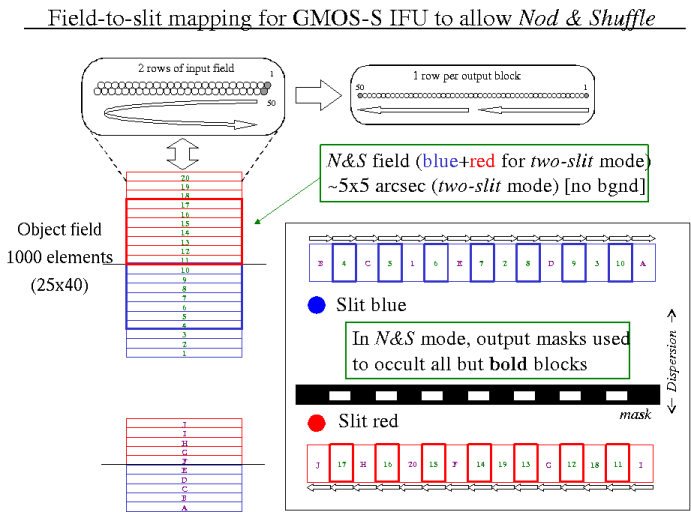 Field-to-slit mapping for GMOS-S IFU to allow Nod & Shuffle
2 rows of input field
1
50
1 row per output block
50
1
N&S field (blue+red for two-slit mode)
~5x5 arcsec (two-slit mode) [no bgnd]
Object field
1000 elements
(25x40)
20
19
18
17
16
15
14
13
12
11
10
9
8
7
6
5
4
3
2
1
E 4 C 5 1 6 E 7 2 8 D 9 3 10 A
Slit blue
In N&S mode, output masks used
to occult all but bold blocks
Dispersion
mask
Slit red
J 17 H 16 20 15 F 14 19 13 G 12 18 11 I
J
I
H
G
F
E
D
C
B
A